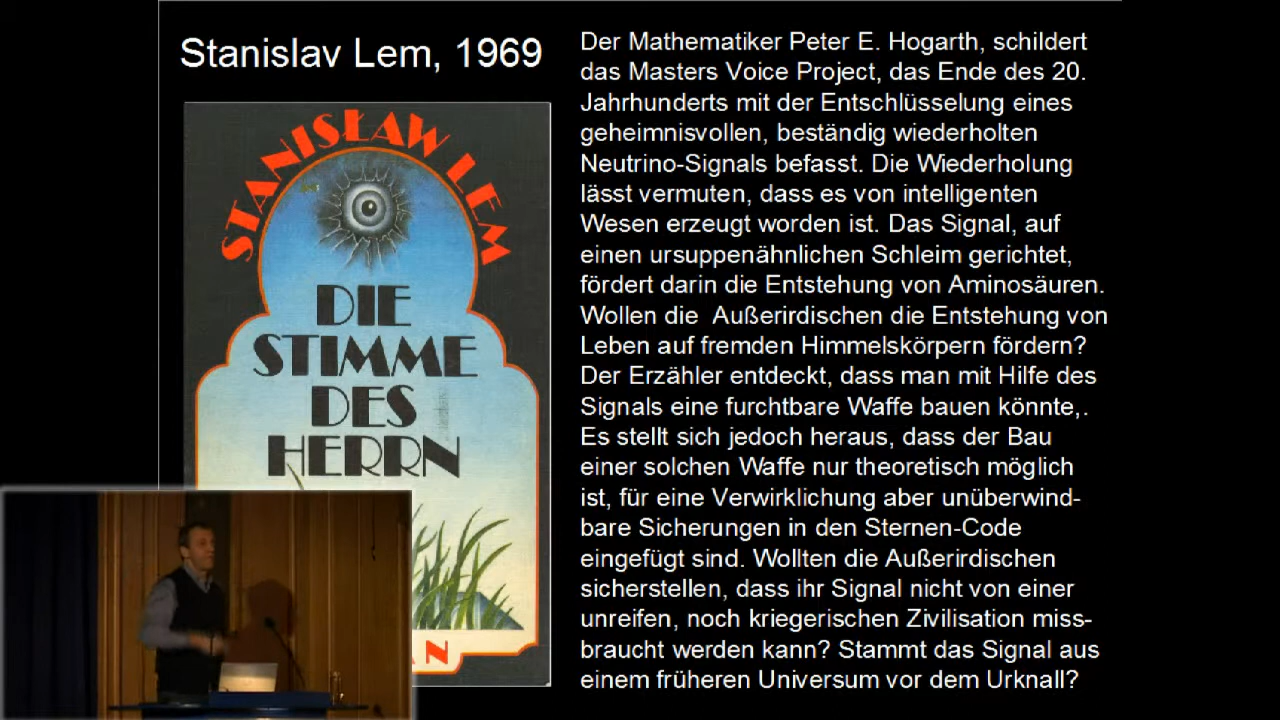 Stanislav Lem, 1969
STANISŁAW LEM
DIE
STIMME
DES
HERRN
AN
Der Mathematiker Peter E. Hogarth, schildert
das Masters Voice Project, das Ende des 20.
Jahrhunderts mit der Entschlüsselung eines
geheimnisvollen, beständig wiederholten
Neutrino-Signals befasst. Die Wiederholung
lässt vermuten, dass es von intelligenten
Wesen erzeugt worden ist. Das Signal, auf
einen ursuppenähnlichen Schleim gerichtet,
fördert darin die Entstehung von Aminosäuren.
Wollen die  Außerirdischen die Entstehung von
Leben auf fremden Himmelskörpern fördern?
Der Erzähler entdeckt, dass man mit Hilfe des
Signals eine furchtbare Waffe bauen könnte,.
Es stellt sich jedoch heraus, dass der Bau
einer solchen Waffe nur theoretisch möglich
ist, für eine Verwirklichung aber unüberwind-
bare Sicherungen in den Sternen-Code
eingefügt sind. Wollten die Außerirdischen
sicherstellen, dass ihr Signal nicht von einer
unreifen, noch kriegerischen Zivilisation miss-
braucht werden kann? Stammt das Signal aus
einem früheren Universum vor dem Urknall?